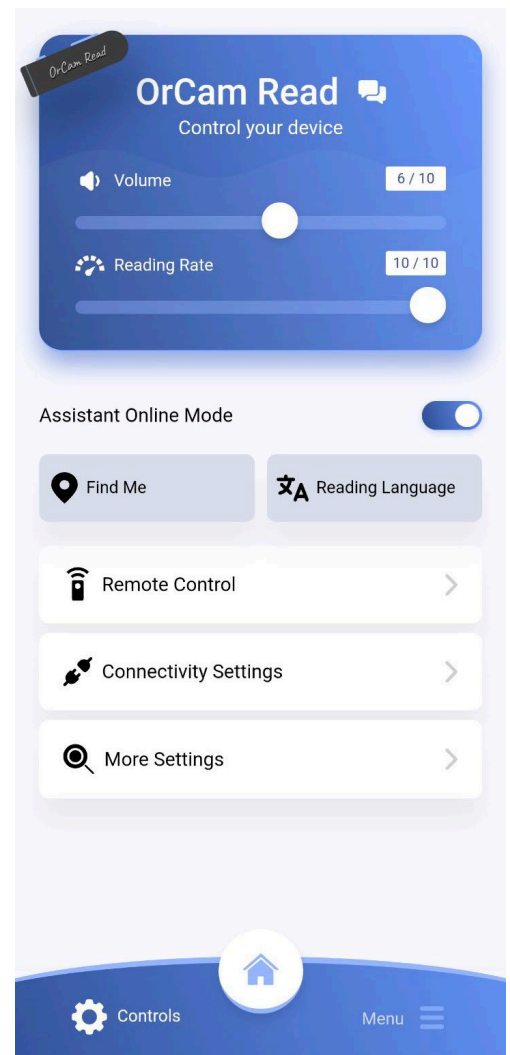 OrCam Read
OrCam Read
Control your device
Volume
6 / 10
Reading Rate
10 / 10
Assistant Online Mode
Find Me
Reading Language
Remote Control
Connectivity Settings
More Settings
Controls
Menu